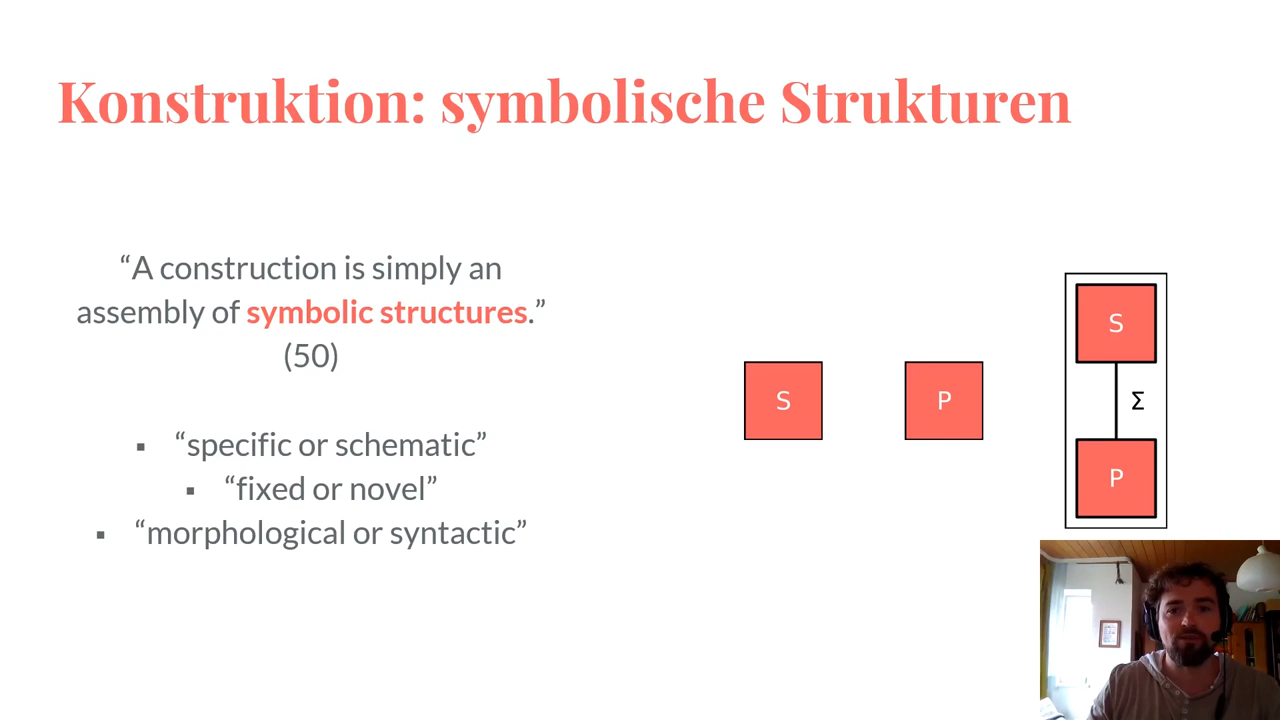 Konstruktion: symbolische Strukturen
“A construction is simply an
assembly of symbolic structures.”
(50)
▪ “specific or schematic”
▪ “fixed or novel”
▪ “morphological or syntactic”
S
P
S
Σ
P